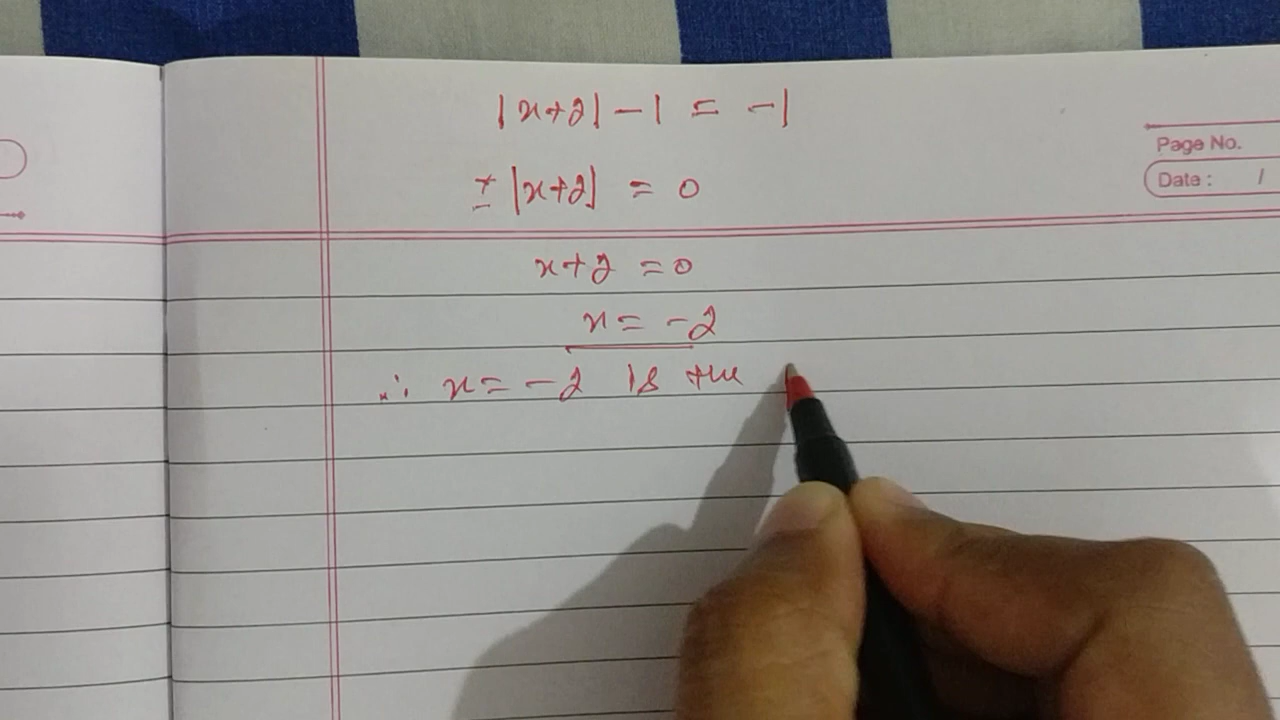 |x+2| - 1 = -1
± |x+2| = 0
x+2 = 0
x = -2
∴ x = -2 is the
Page No.
Date : /